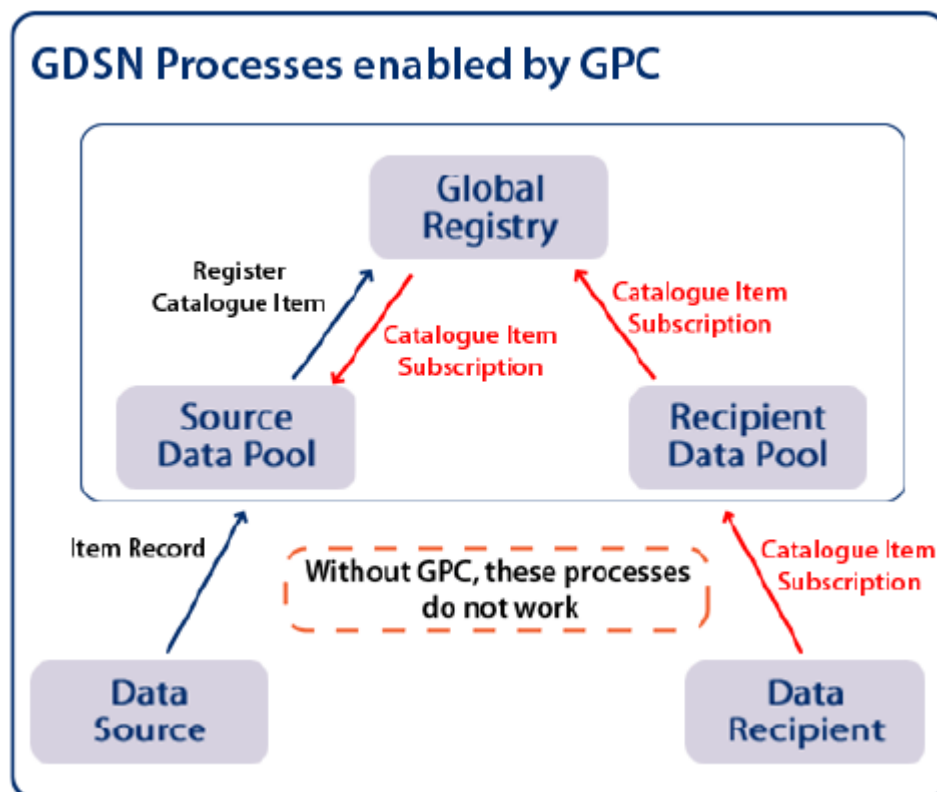 GDSN Processes enabled by GPC
Global
Registry
Register
Catalogue Item
Catalogue Item
Subscription
Catalogue Item
Subscription
Source
Data Pool
Recipient
Data Pool
Item Record
Without GPC, these processes
do not work
Catalogue Item
Subscription
Data
Source
Data
Recipient